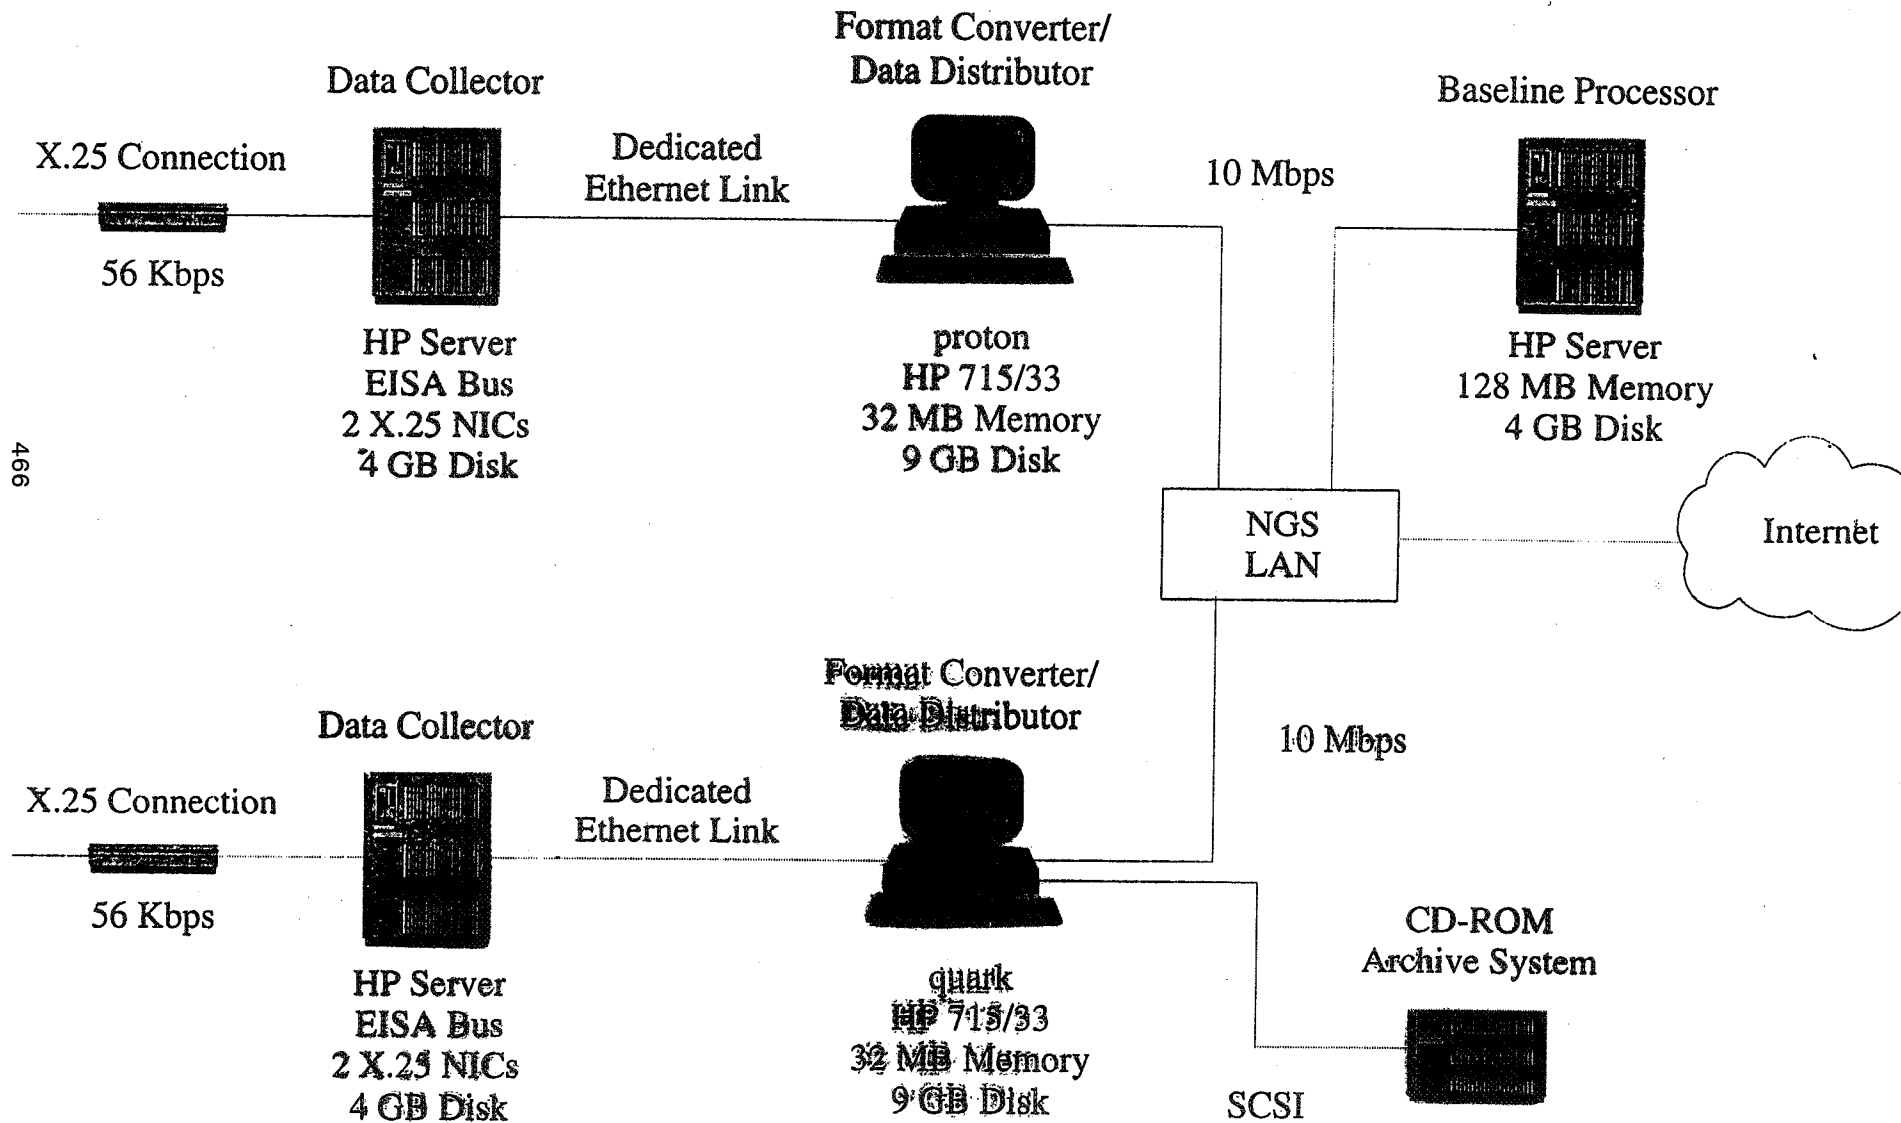 Format Converter/
Data Distributor
Data Collector
Baseline Processor
X.25 Connection
Dedicated
Ethernet Link
10 Mbps
56 Kbps
HP Server
EISA Bus
2 X.25 NICs
4 GB Disk
proton
HP 715/33
32 MB Memory
9 GB Disk
HP Server
128 MB Memory
4 GB Disk
466
NGS
LAN
Internet
Format Converter/
Data Distributor
Data Collector
10 Mbps
X.25 Connection
Dedicated
Ethernet Link
56 Kbps
HP Server
EISA Bus
2 X.25 NICs
4 GB Disk
quark
HP 715/33
32 MB Memory
9 GB Disk
CD-ROM
Archive System
SCSI